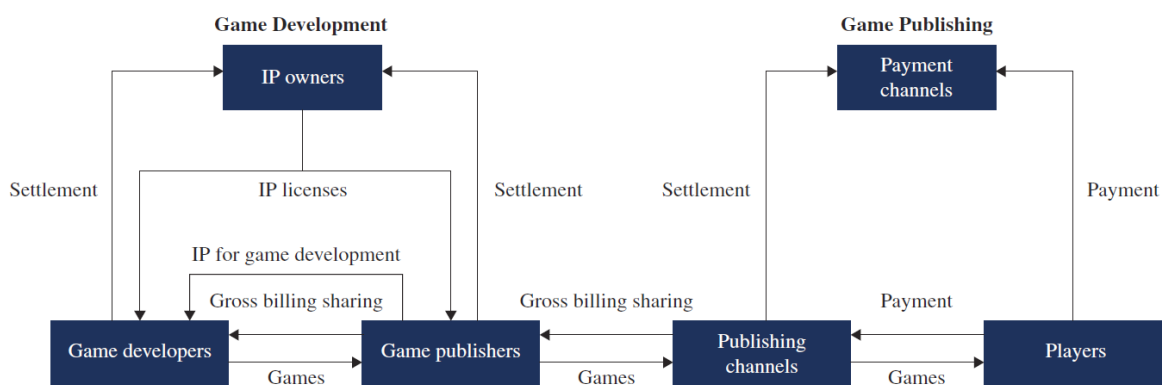 Game Development
Game Publishing
IP owners
Payment
channels
Settlement
IP licenses
Settlement
Settlement
Payment
IP for game development
Gross billing sharing
Gross billing sharing
Payment
Game developers
Game publishers
Publishing
channels
Players
Games
Games
Games